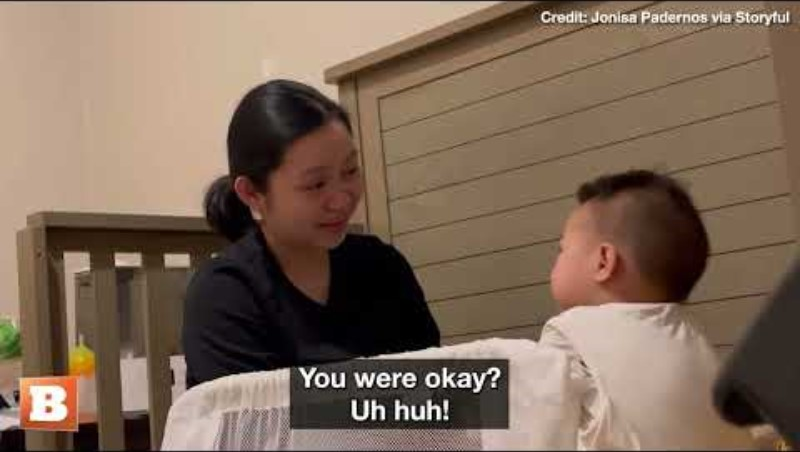 Credit: Jonisa Padernos via Storyful
You were okay?
Uh huh!
B